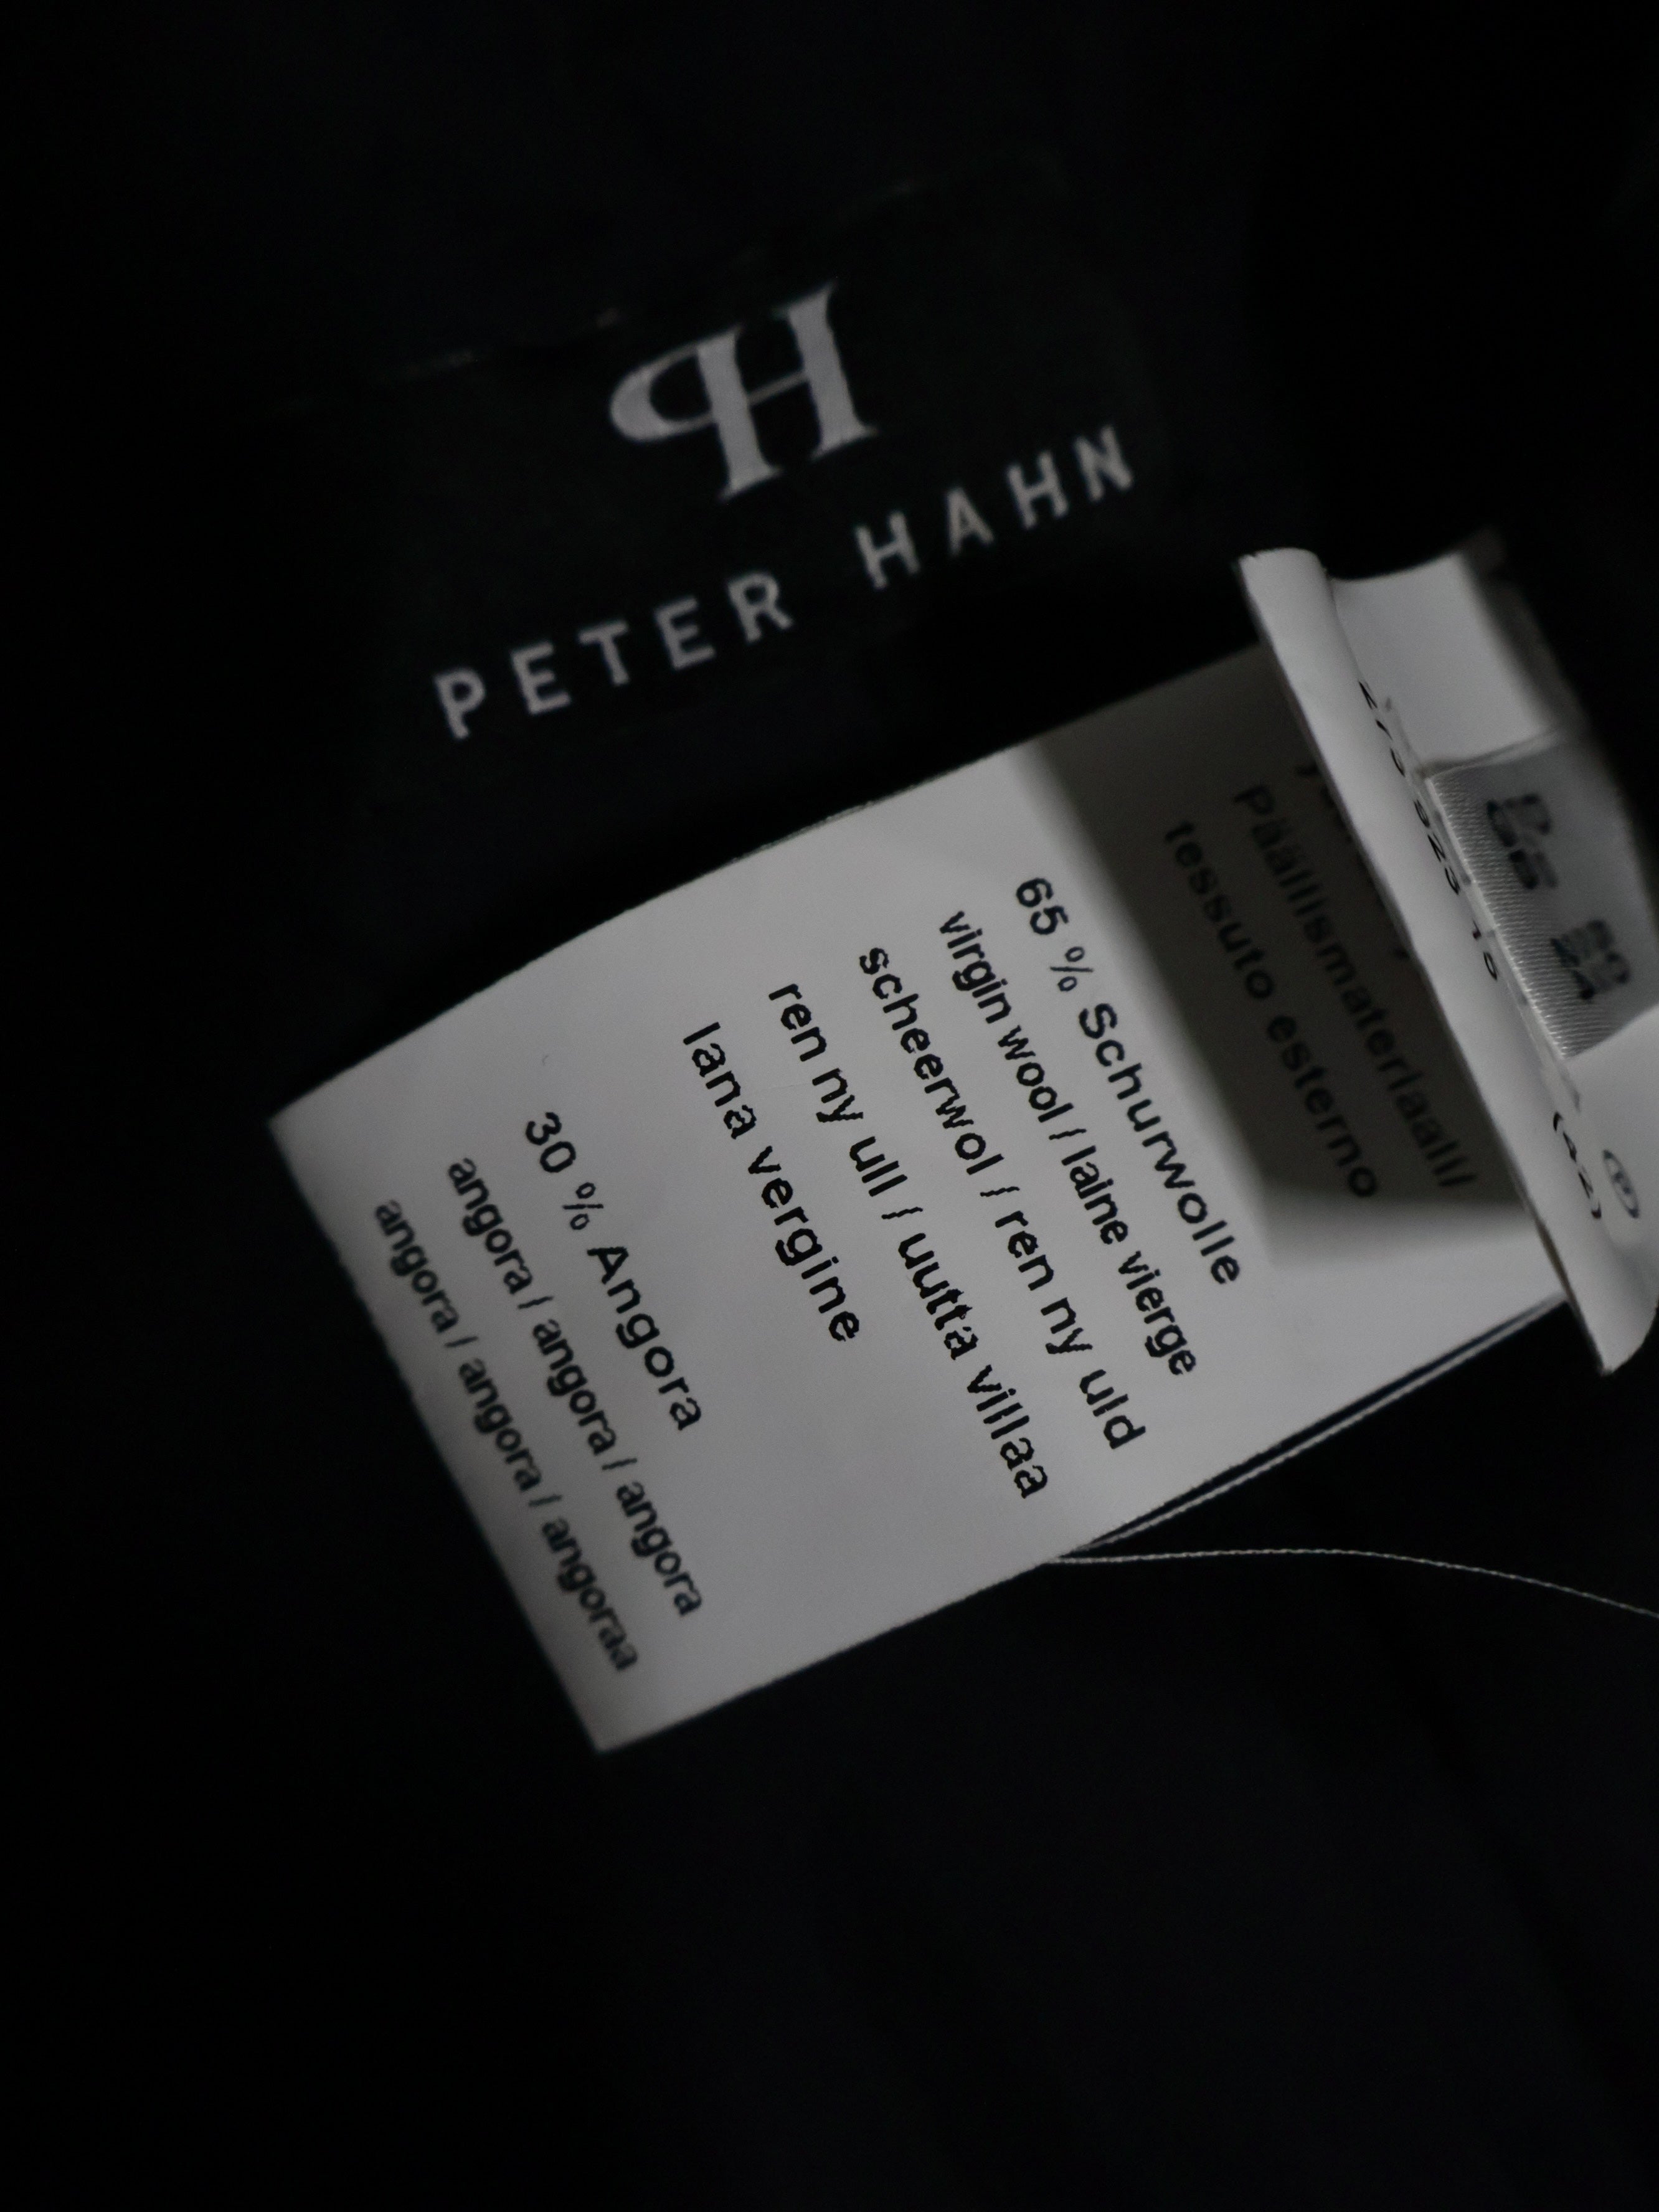 PH
PETER HAHN
Päällismateriaali/
tessuto esterno
65 % Schurwolle
virgin wool / laine vierge
scheerwol / ren ny uld
ren ny ull / uutta villaa
lana vergine
30 % Angora
angora / angora / angora
angora / angora / angoraa
(42)